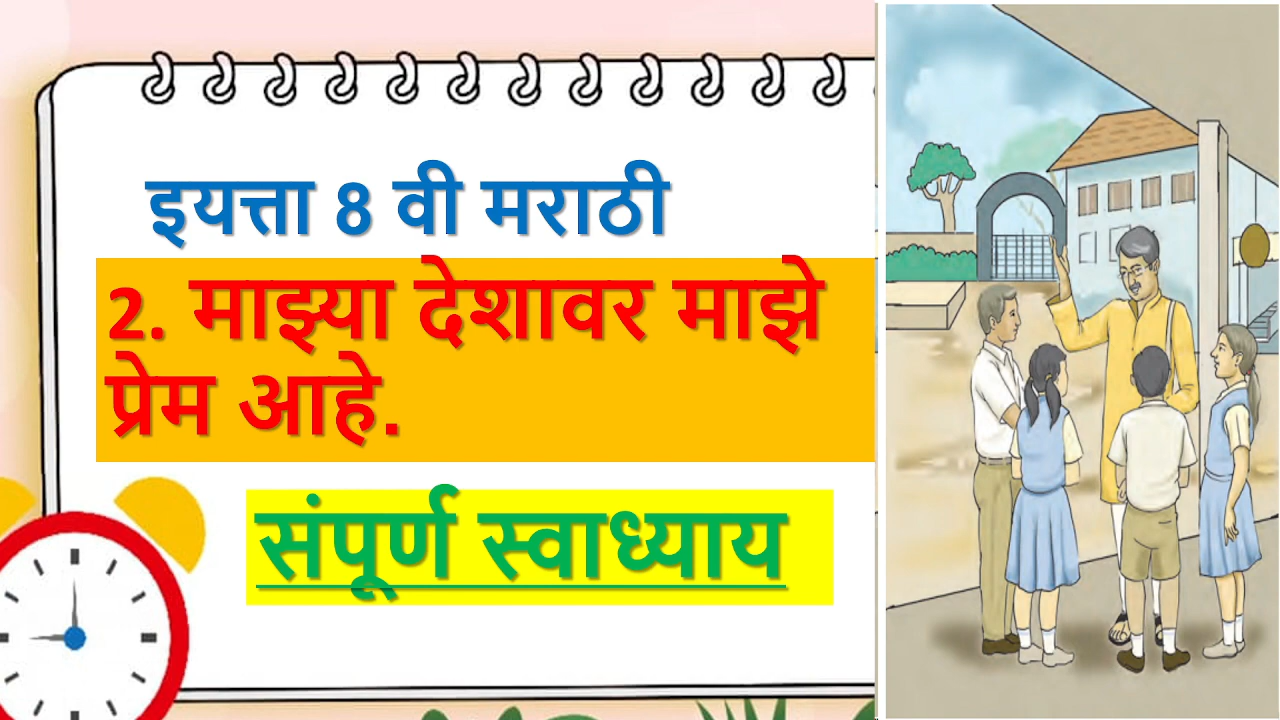 इयत्ता 8 वी मराठी
2. माझ्या देशावर माझे
प्रेम आहे.
संपूर्ण स्वाध्याय